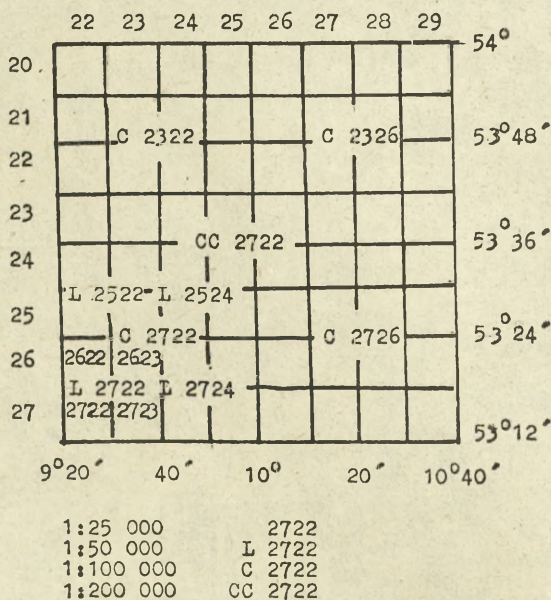 22 23 24 25 26 27 28 29
54°
20
21
C 2322 C 2326 53°48′
22
23
CC 2722 53°36′
24
L 2522 L 2524
25
C 2722 C 2726 53°24′
26 2622 2623
L 2722 L 2724
27 2722 2723
53°12′
9°20′ 40′ 10° 20′ 10°40′
1:25 000 2722
1:50 000 L 2722
1:100 000 C 2722
1:200 000 CC 2722